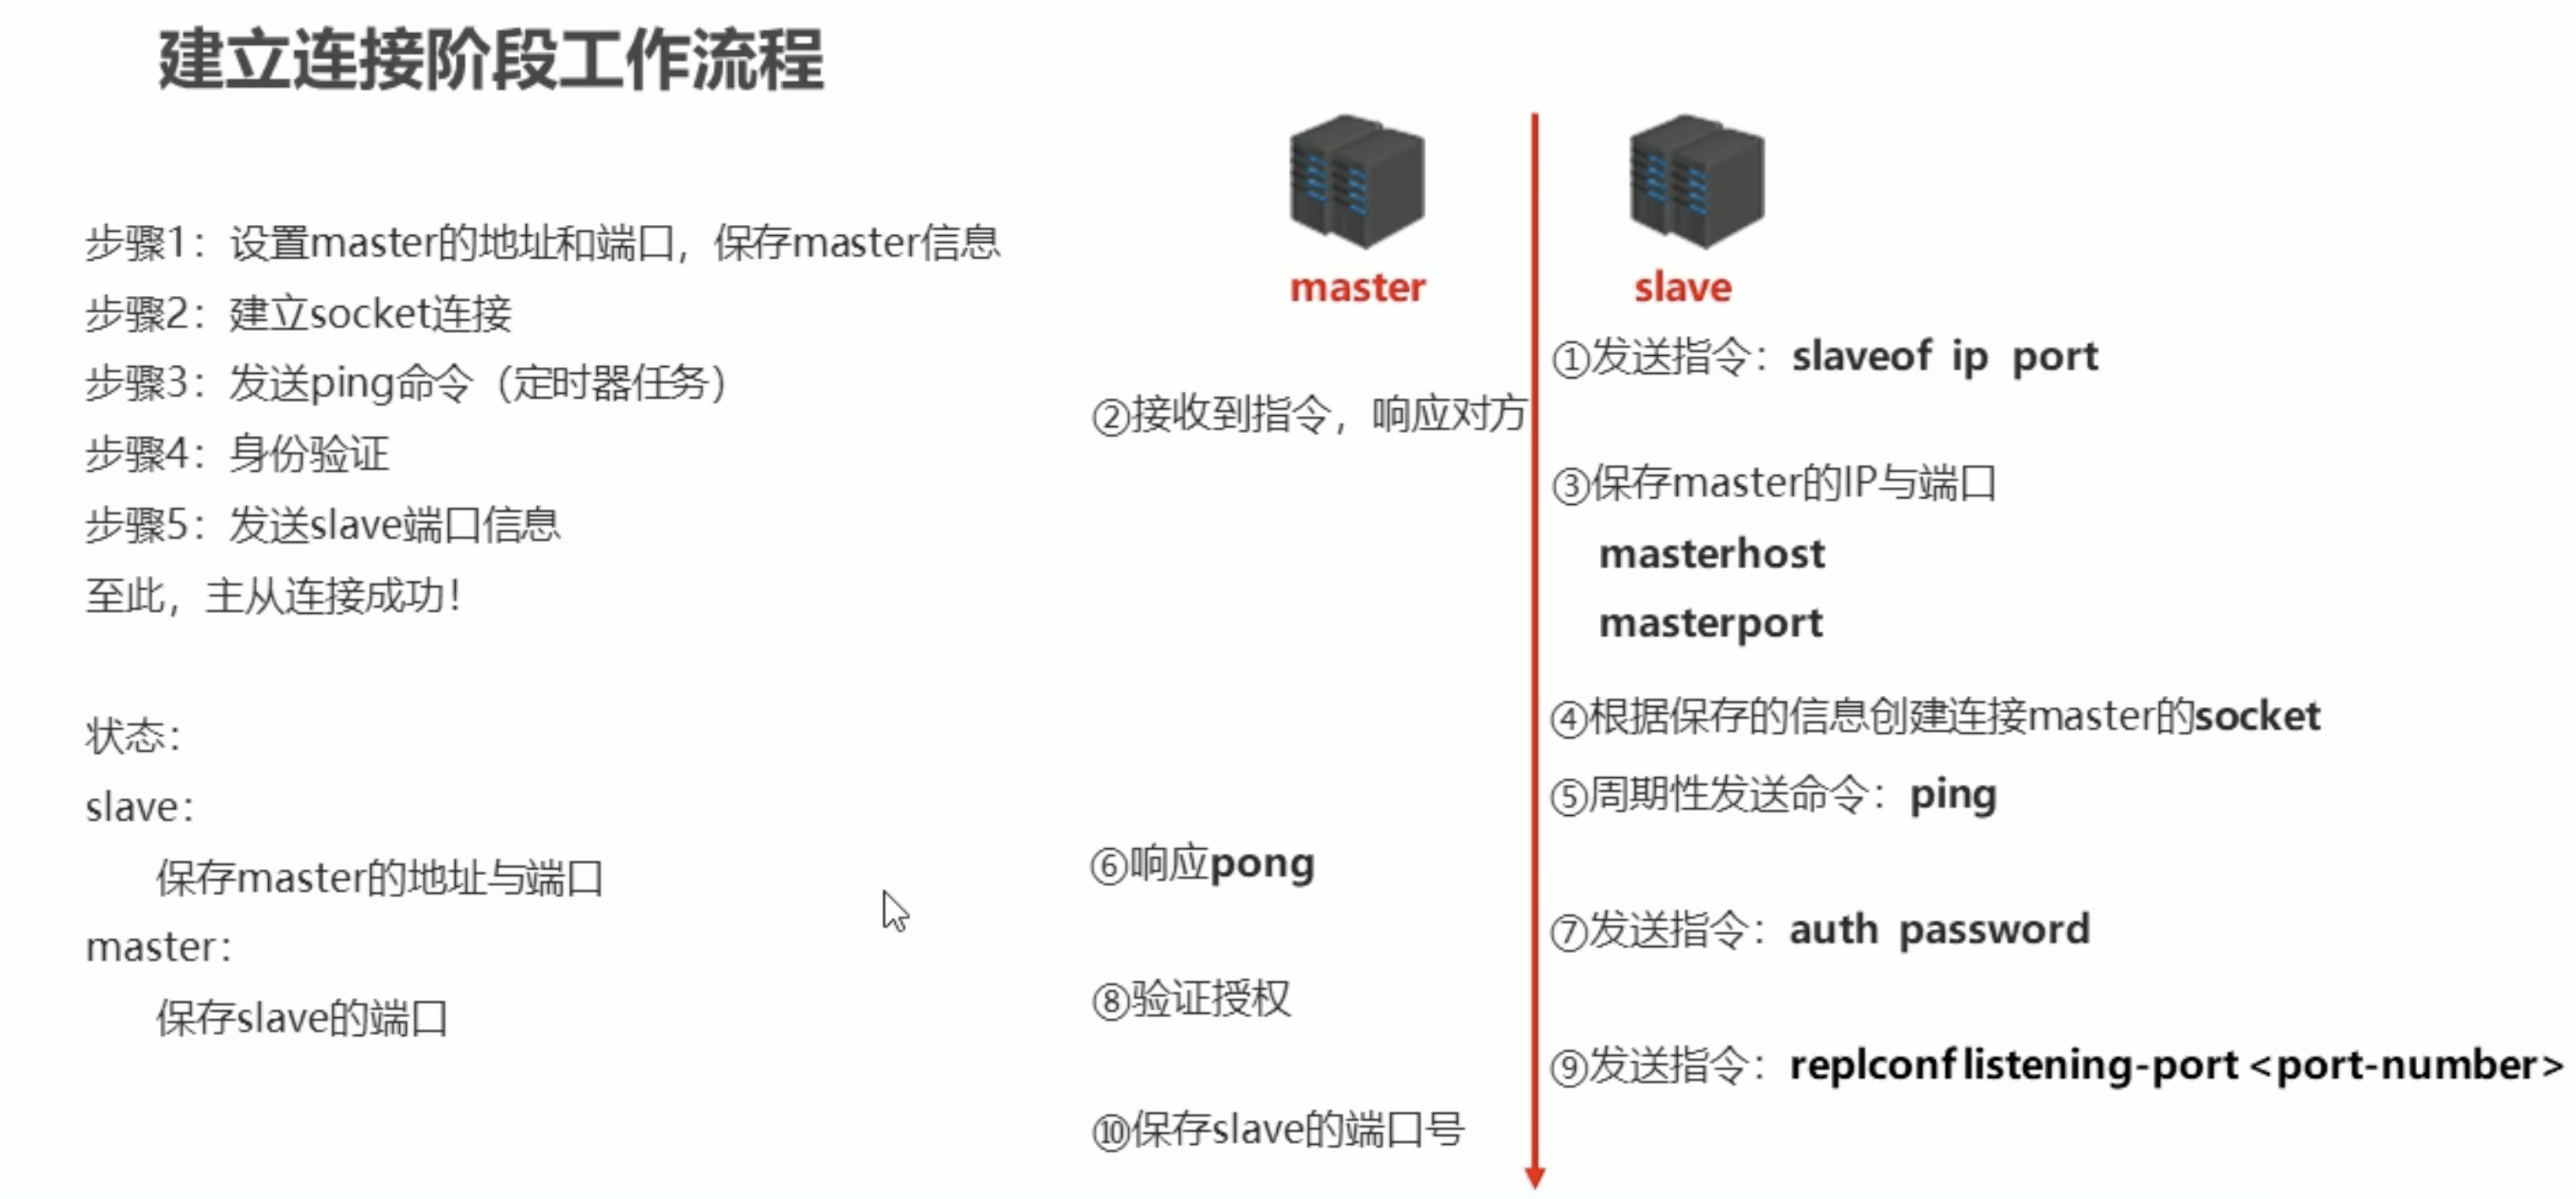 建立连接阶段工作流程
步骤1：设置master的地址和端口，保存master信息
步骤2：建立socket连接
步骤3：发送ping命令（定时器任务）
步骤4：身份验证
步骤5：发送slave端口信息
至此，主从连接成功！
状态：
slave：
保存master的地址与端口
master：
保存slave的端口
master
slave
①发送指令：slaveof ip port
②接收到指令，响应对方
③保存master的IP与端口
masterhost
masterport
④根据保存的信息创建连接master的socket
⑤周期性发送命令：ping
⑥响应pong
⑦发送指令：auth password
⑧验证授权
⑨发送指令：replconf listening-port <port-number>
⑩保存slave的端口号